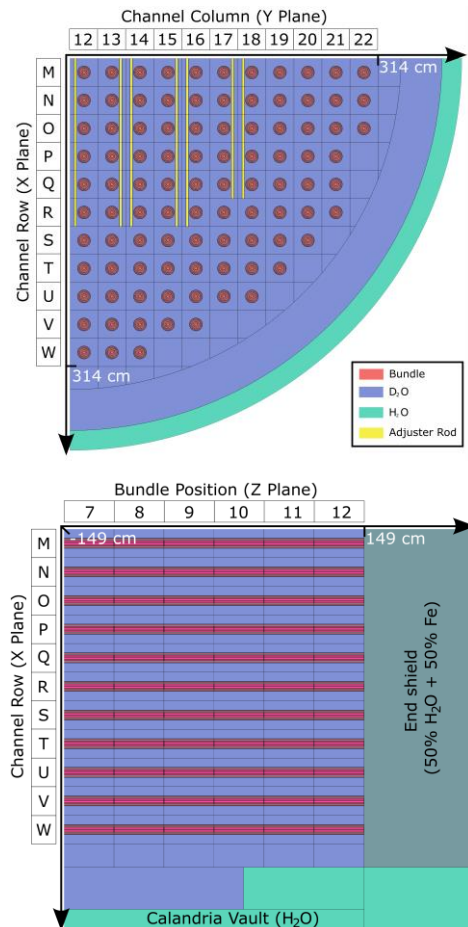 Channel Column (Y Plane)
12 13 14 15 16 17 18 19 20 21 22
314 cm
Channel Row (X Plane)
M
N
O
P
Q
R
S
T
U
V
W
314 cm
Bundle
D₂O
H₂O
Adjuster Rod
Bundle Position (Z Plane)
7 8 9 10 11 12
-149 cm
149 cm
Channel Row (X Plane)
M
N
O
P
Q
R
S
T
U
V
W
End shield
(50% H₂O + 50% Fe)
Calandria Vault (H₂O)